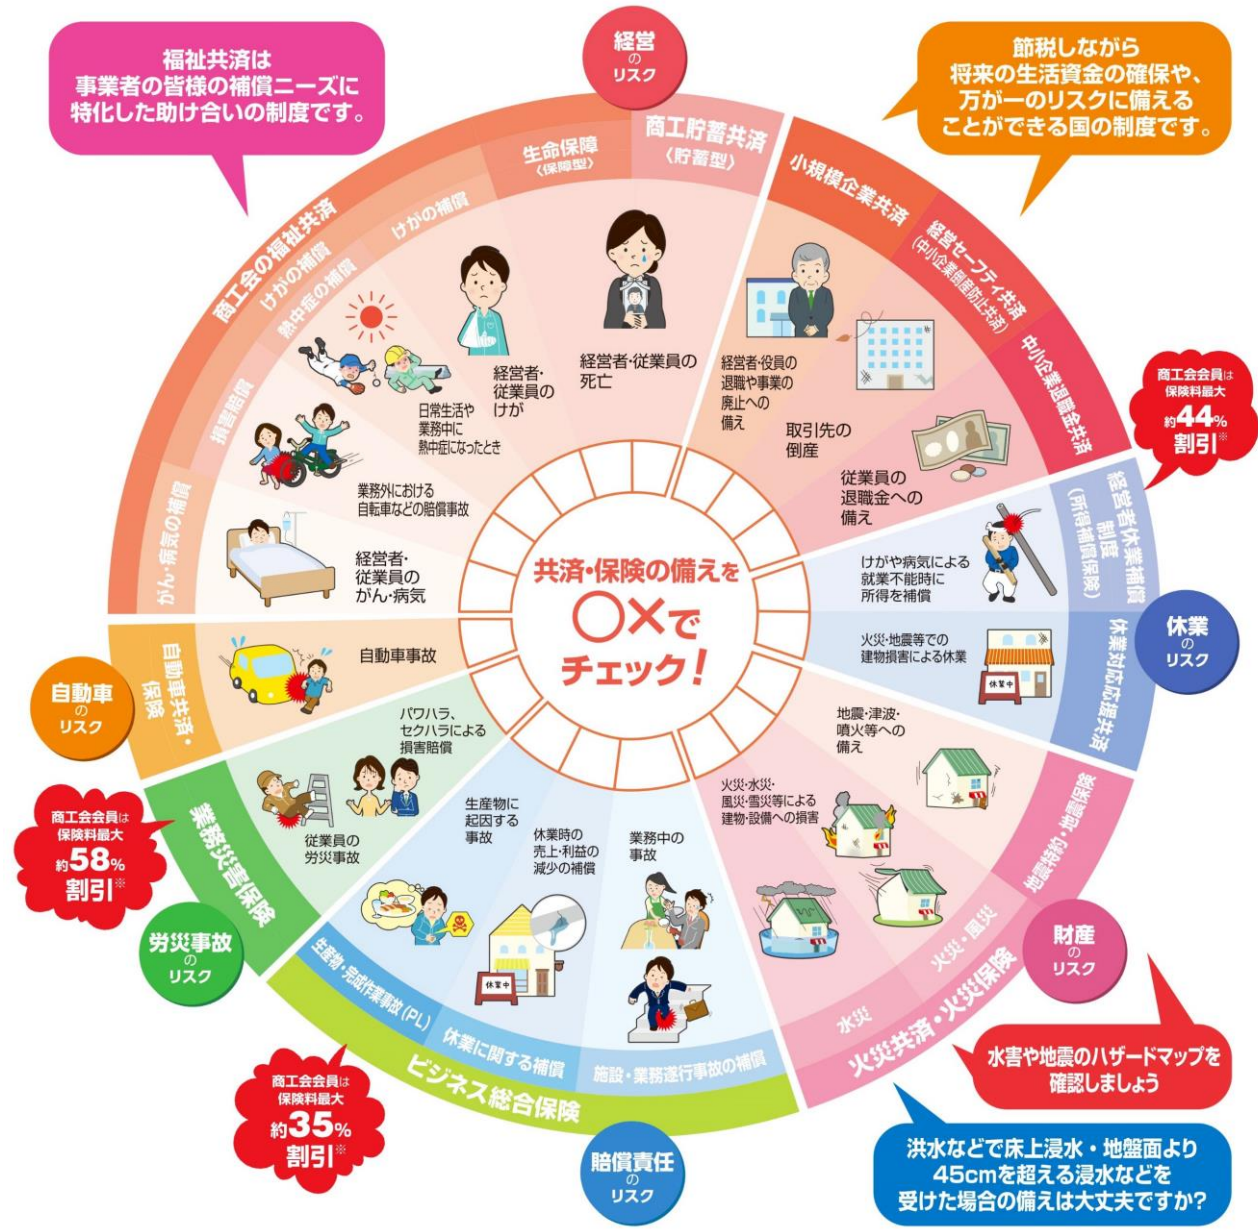 経営
の
リスク
福祉共済は
事業者の皆様の補償ニーズに
特化した助け合いの制度です。
節税しながら
将来の生活資金の確保や、
万が一のリスクに備える
ことができる国の制度です。
商工会の福祉共済
生命保障
〈保障型〉
商工貯蓄共済
〈貯蓄型〉
けがの補償
けがの補償
熱中症の補償
損害賠償
がん・病気の補償
小規模企業共済
経営セーフティ共済
(中小企業倒産防止共済)
中小企業退職金共済
経営者・従業員の
死亡
経営者・
従業員の
けが
日常生活や
業務中に
熱中症になったとき
業務外における
自転車などの賠償事故
経営者・
従業員の
がん・病気
経営者・役員の
退職や事業の
廃止への
備え
取引先の
倒産
従業員の
退職金への
備え
商工会会員は
保険料最大
約44%
割引※
経営者休業補償
制度
(所得補償保険)
けがや病気による
就業不能時に
所得を補償
休業
の
リスク
休業対応応援共済
火災・地震等での
建物損害による休業
休業中
共済・保険の備えを
○×で
チェック!
自動車
の
リスク
自動車共済・
保険
自動車事故
商工会会員は
保険料最大
約58%
割引※
業務災害保険
パワハラ、
セクハラによる
損害賠償
従業員の
労災事故
労災事故
の
リスク
生産物に
起因する
事故
休業時の
売上・利益の
減少の補償
業務中の
事故
休業中
生産物・完成作業事故(PL)
休業に関する補償
施設・業務遂行事故の補償
ビジネス総合保険
商工会会員は
保険料最大
約35%
割引※
賠償責任
の
リスク
地震・津波・
噴火等への
備え
火災・水災・
風災・雪災等による
建物・設備への損害
地震特約・地震保険
火災・風災
水災
火災共済・火災保険
財産
の
リスク
水害や地震のハザードマップを
確認しましょう
洪水などで床上浸水・地盤面より
45cmを超える浸水などを
受けた場合の備えは大丈夫ですか?